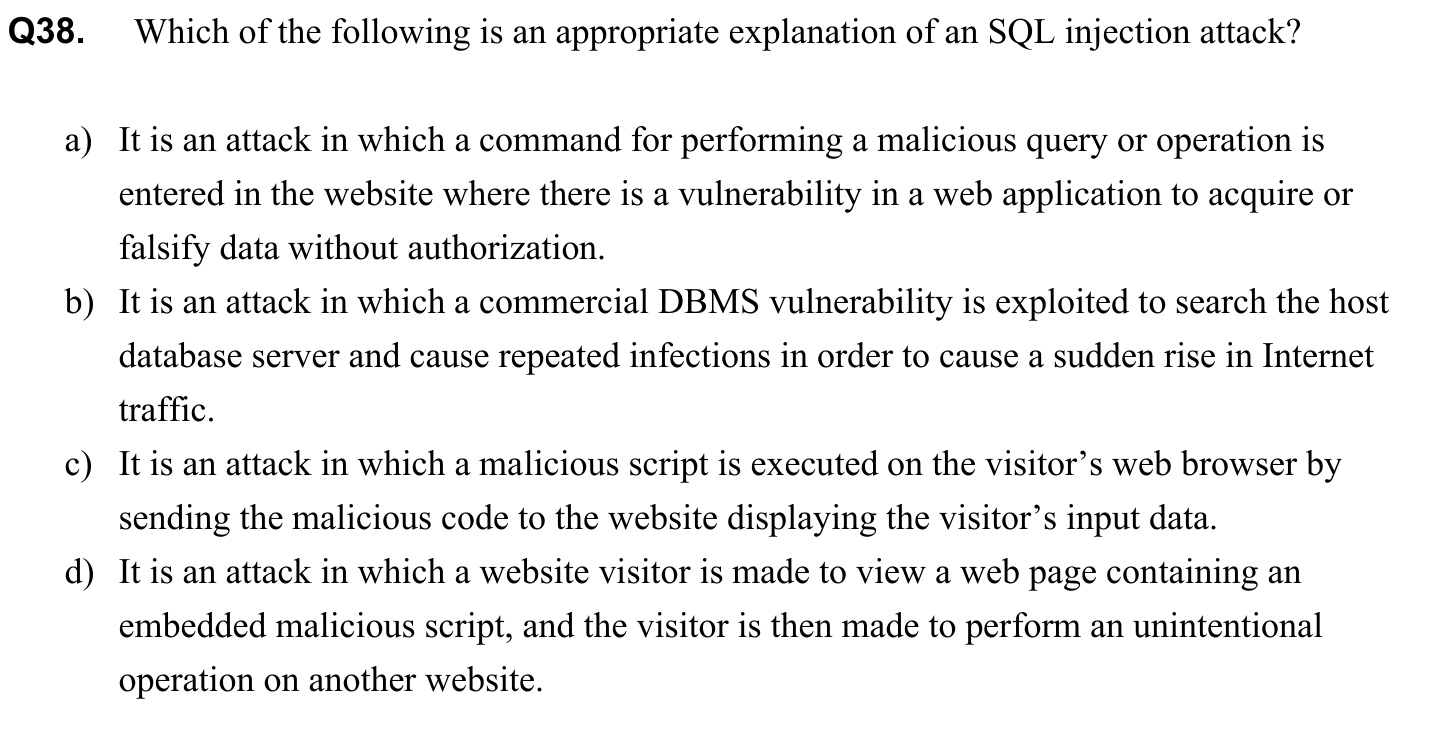 Q38. Which of the following is an appropriate explanation of an SQL injection attack?
a) It is an attack in which a command for performing a malicious query or operation is
entered in the website where there is a vulnerability in a web application to acquire or
falsify data without authorization.
b) It is an attack in which a commercial DBMS vulnerability is exploited to search the host
database server and cause repeated infections in order to cause a sudden rise in Internet
traffic.
c) It is an attack in which a malicious script is executed on the visitor’s web browser by
sending the malicious code to the website displaying the visitor’s input data.
d) It is an attack in which a website visitor is made to view a web page containing an
embedded malicious script, and the visitor is then made to perform an unintentional
operation on another website.